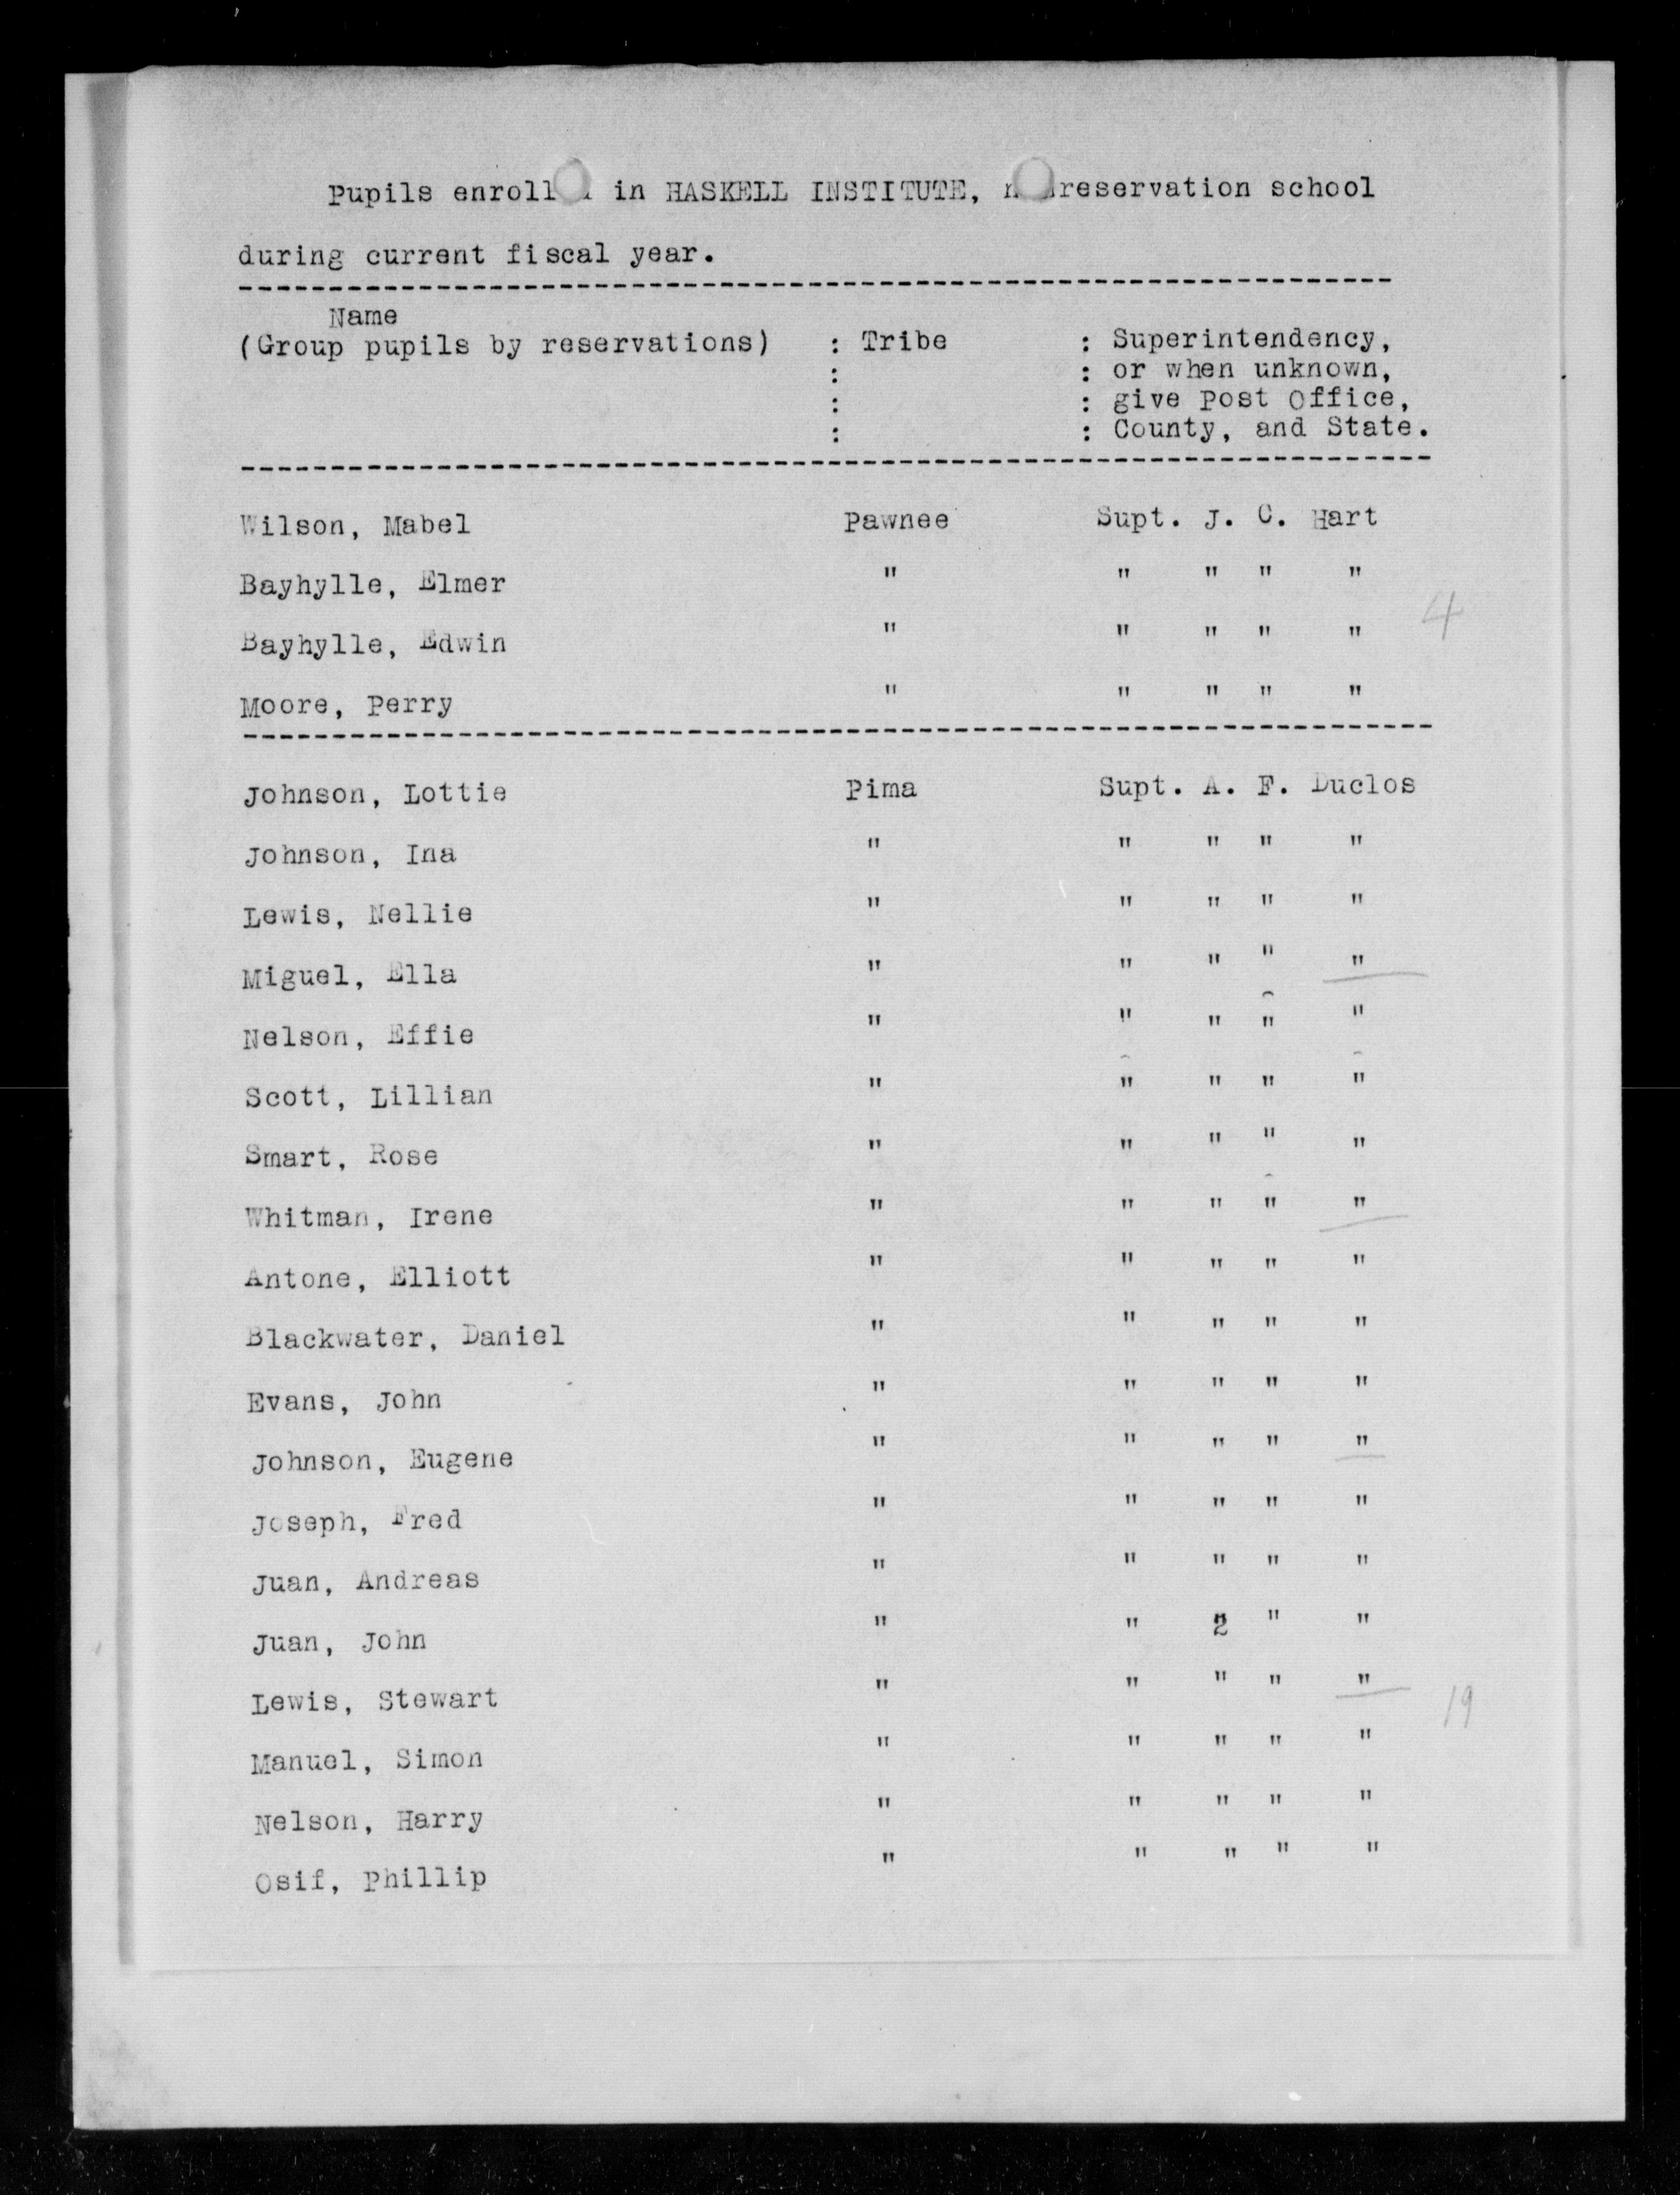 Pupils enrolled in HASKELL INSTITUTE, nonreservation school
during current fiscal year.
Name
(Group pupils by reservations) : Tribe : Superintendency,
: : or when unknown,
: : give Post Office,
: : County, and State.
Wilson, Mabel Pawnee Supt. J. C. Hart
Bayhylle, Elmer " " " " "
Bayhylle, Edwin " " " " " 4
Moore, Perry " " " " "
Johnson, Lottie Pima Supt. A. F. Duclos
Johnson, Ina " " " " "
Lewis, Nellie " " " " "
Miguel, Ella " " " " "
Nelson, Effie " " " " "
Scott, Lillian " " " " "
Smart, Rose " " " " "
Whitman, Irene " " " " "
Antone, Elliott " " " " "
Blackwater, Daniel " " " " "
Evans, John " " " " "
Johnson, Eugene " " " " "
Joseph, Fred " " " " "
Juan, Andreas " " " " "
Juan, John " " 2 " "
Lewis, Stewart " " " " " 19
Manuel, Simon " " " " "
Nelson, Harry " " " " "
Osif, Phillip " " " " "